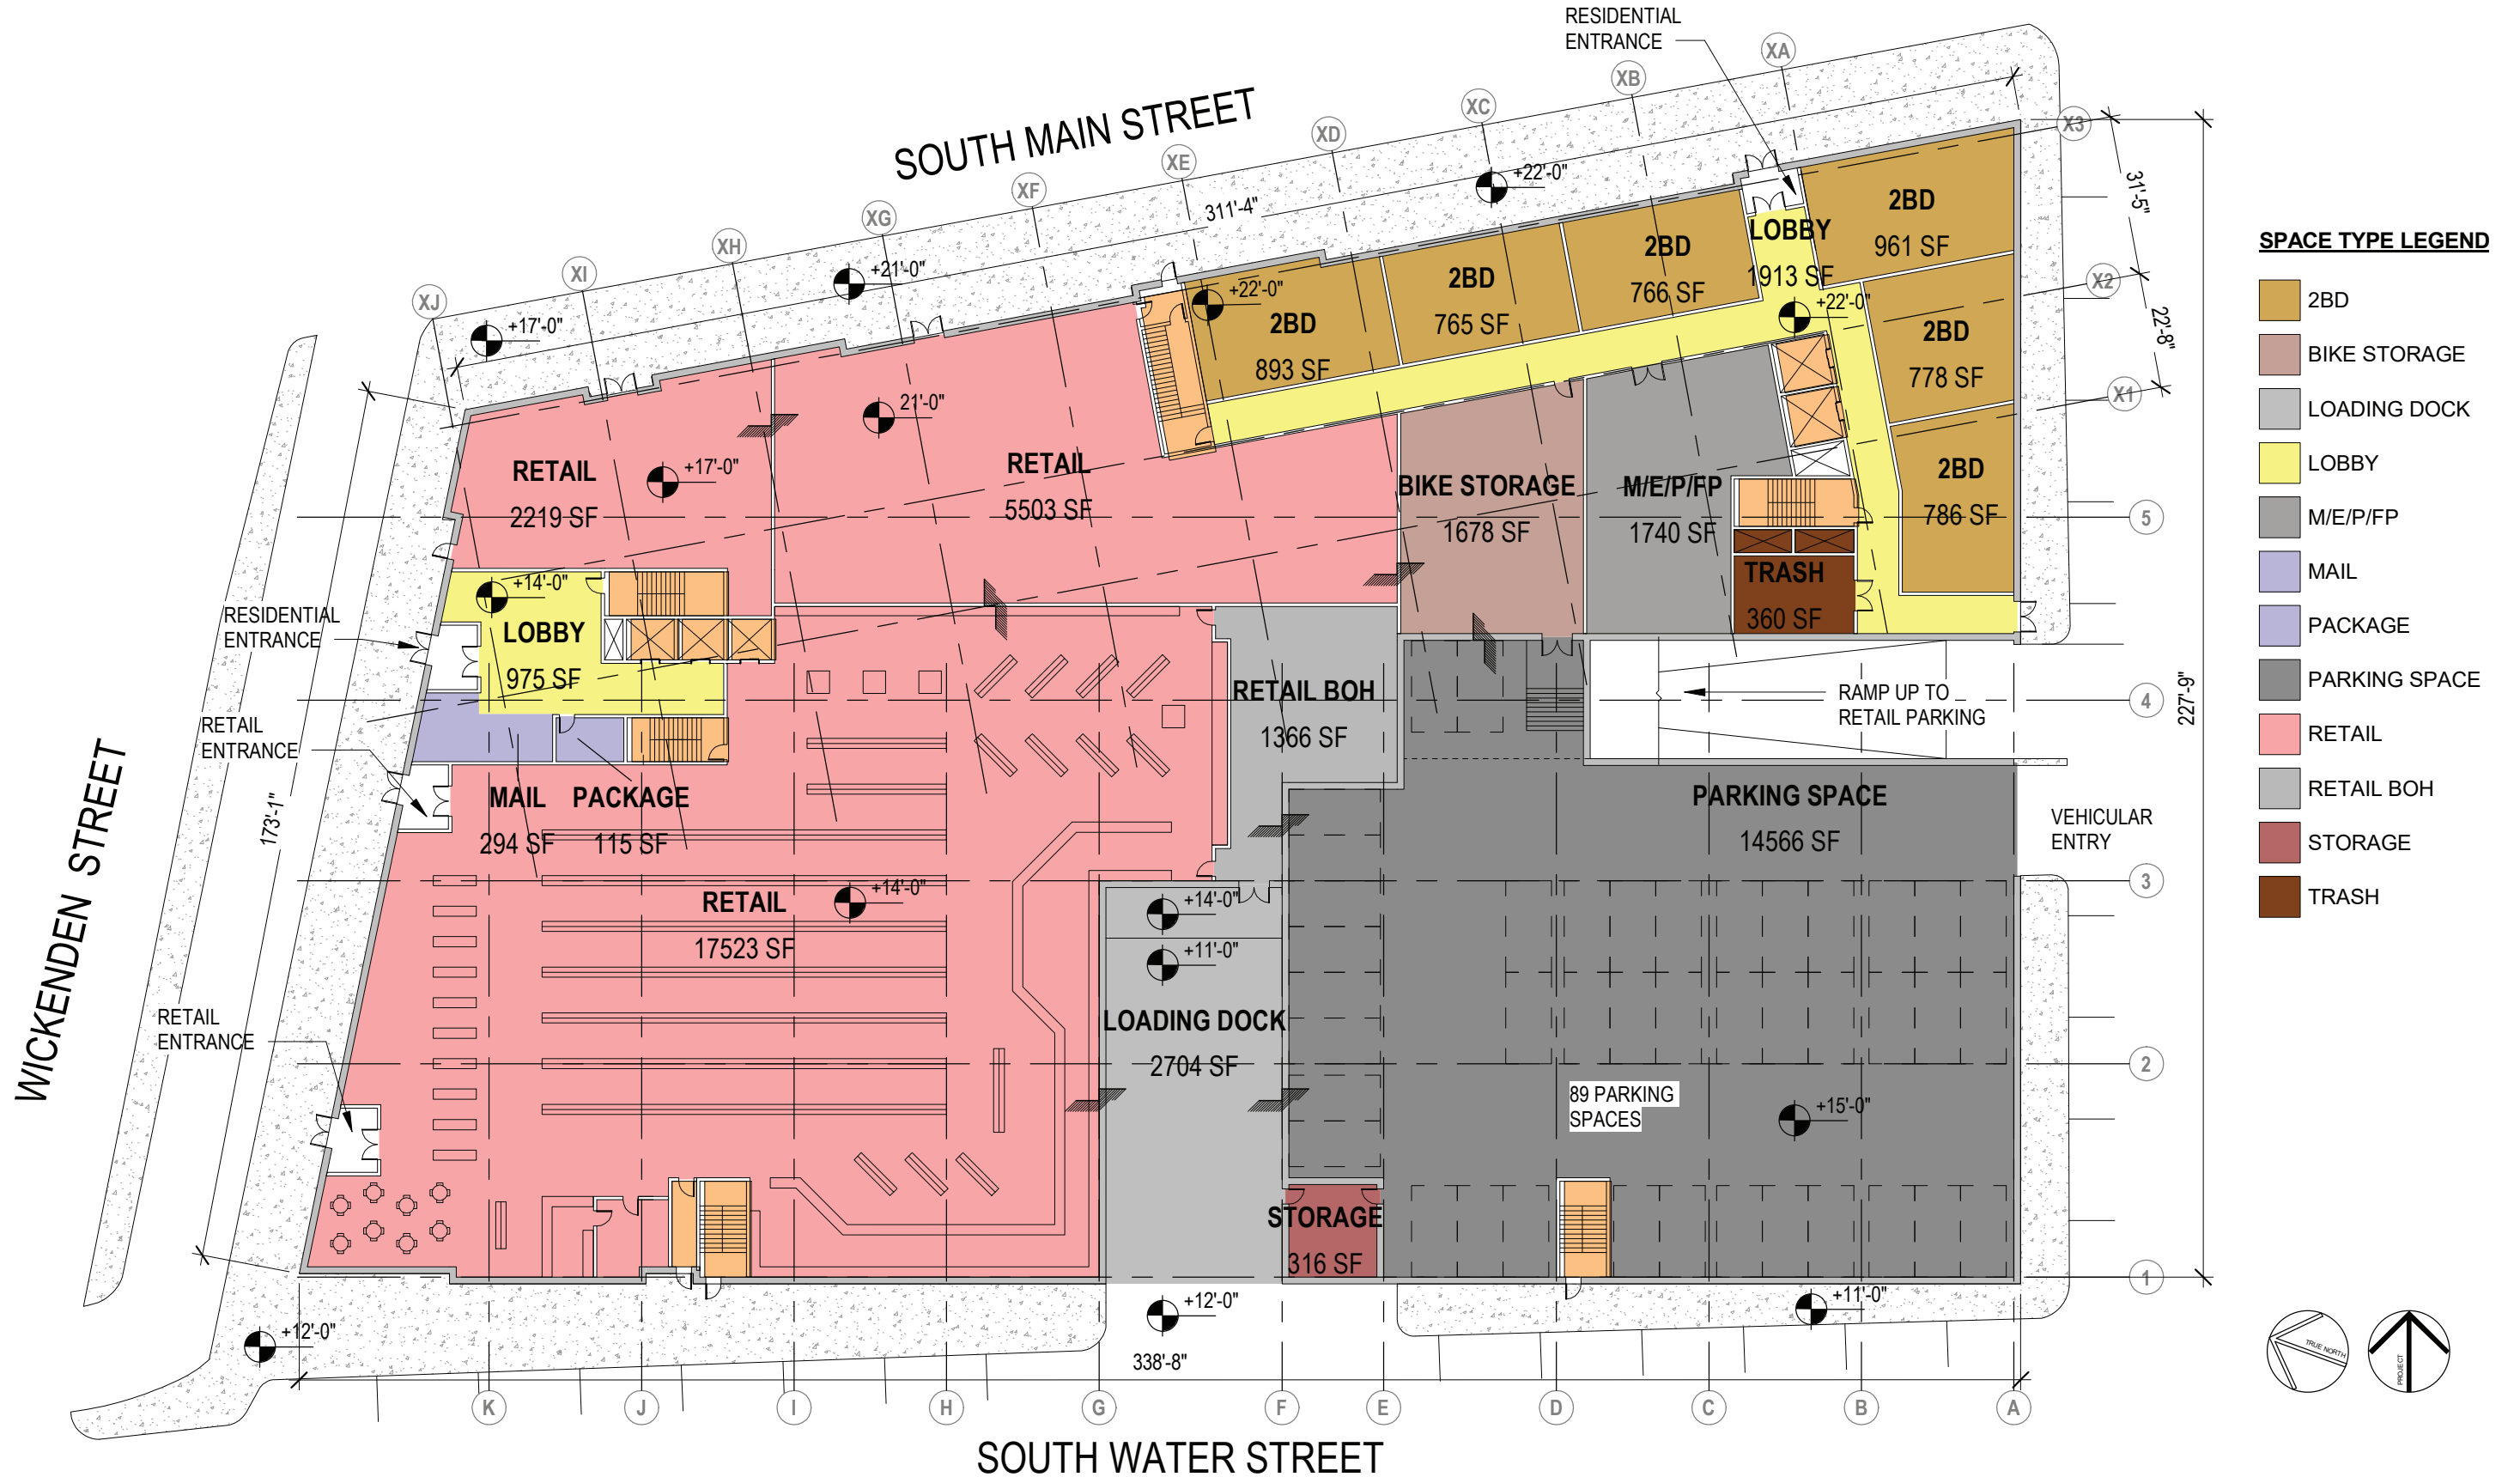 RESIDENTIAL
ENTRANCE
XA
XB
XC
XD
XE
XF
XG
XH
XI
XJ
X3
X2
X1
SOUTH MAIN STREET
311'-4"
31'-5"
22'-8"
227'-9"
+22'-0"
+21'-0"
+17'-0"
+22'-0"
+22'-0"
21'-0"
+17'-0"
2BD
961 SF
LOBBY
1913 SF
2BD
766 SF
2BD
765 SF
2BD
893 SF
2BD
778 SF
2BD
786 SF
RETAIL
2219 SF
RETAIL
5503 SF
BIKE STORAGE
1678 SF
M/E/P/FP
1740 SF
TRASH
360 SF
5
4
3
2
1
RESIDENTIAL
ENTRANCE
+14'-0"
LOBBY
975 SF
RETAIL
ENTRANCE
RETAIL BOH
1366 SF
RAMP UP TO
RETAIL PARKING
WICKENDEN STREET
173'-1"
MAIL
294 SF
PACKAGE
115 SF
PARKING SPACE
14566 SF
VEHICULAR
ENTRY
RETAIL
17523 SF
+14'-0"
+14'-0"
+11'-0"
LOADING DOCK
2704 SF
RETAIL
ENTRANCE
89 PARKING
SPACES
+15'-0"
STORAGE
316 SF
+12'-0"
+12'-0"
+11'-0"
338'-8"
K
J
I
H
G
F
E
D
C
B
A
SOUTH WATER STREET
SPACE TYPE LEGEND
2BD
BIKE STORAGE
LOADING DOCK
LOBBY
M/E/P/FP
MAIL
PACKAGE
PARKING SPACE
RETAIL
RETAIL BOH
STORAGE
TRASH
TRUE NORTH
PROJECT